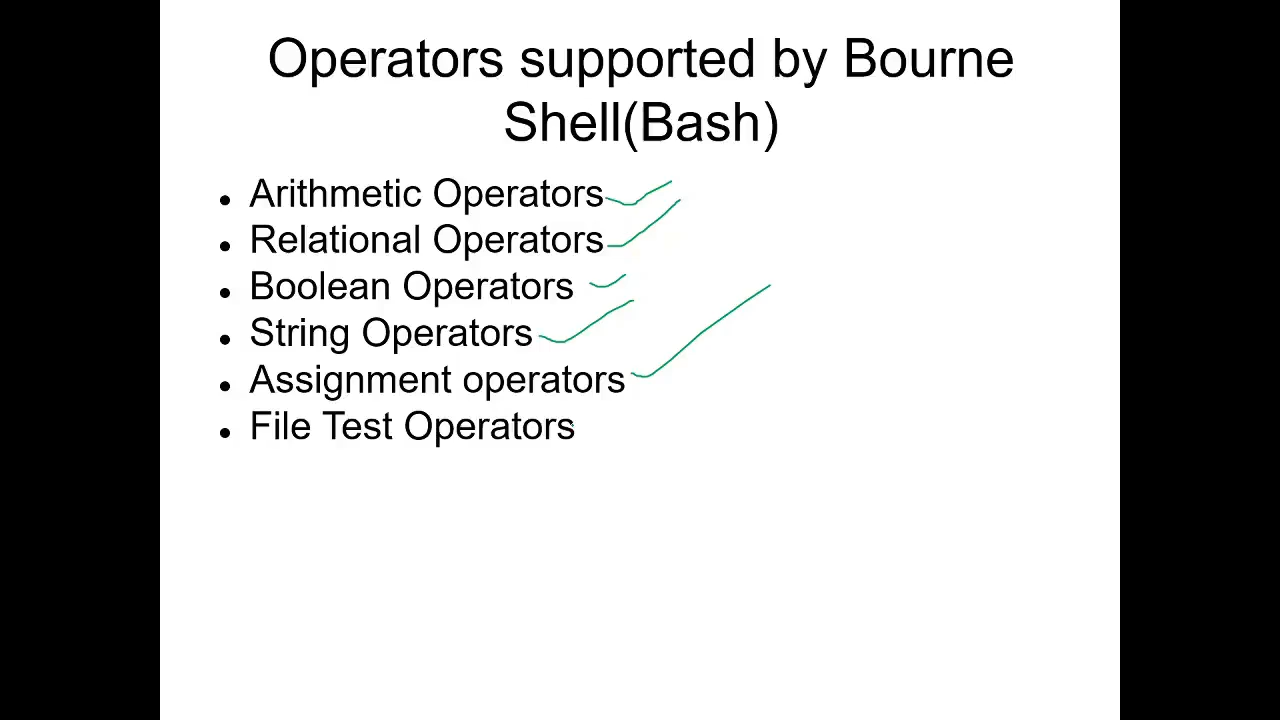 Operators supported by Bourne
Shell(Bash)
• Arithmetic Operators
• Relational Operators
• Boolean Operators
• String Operators
• Assignment operators
• File Test Operators